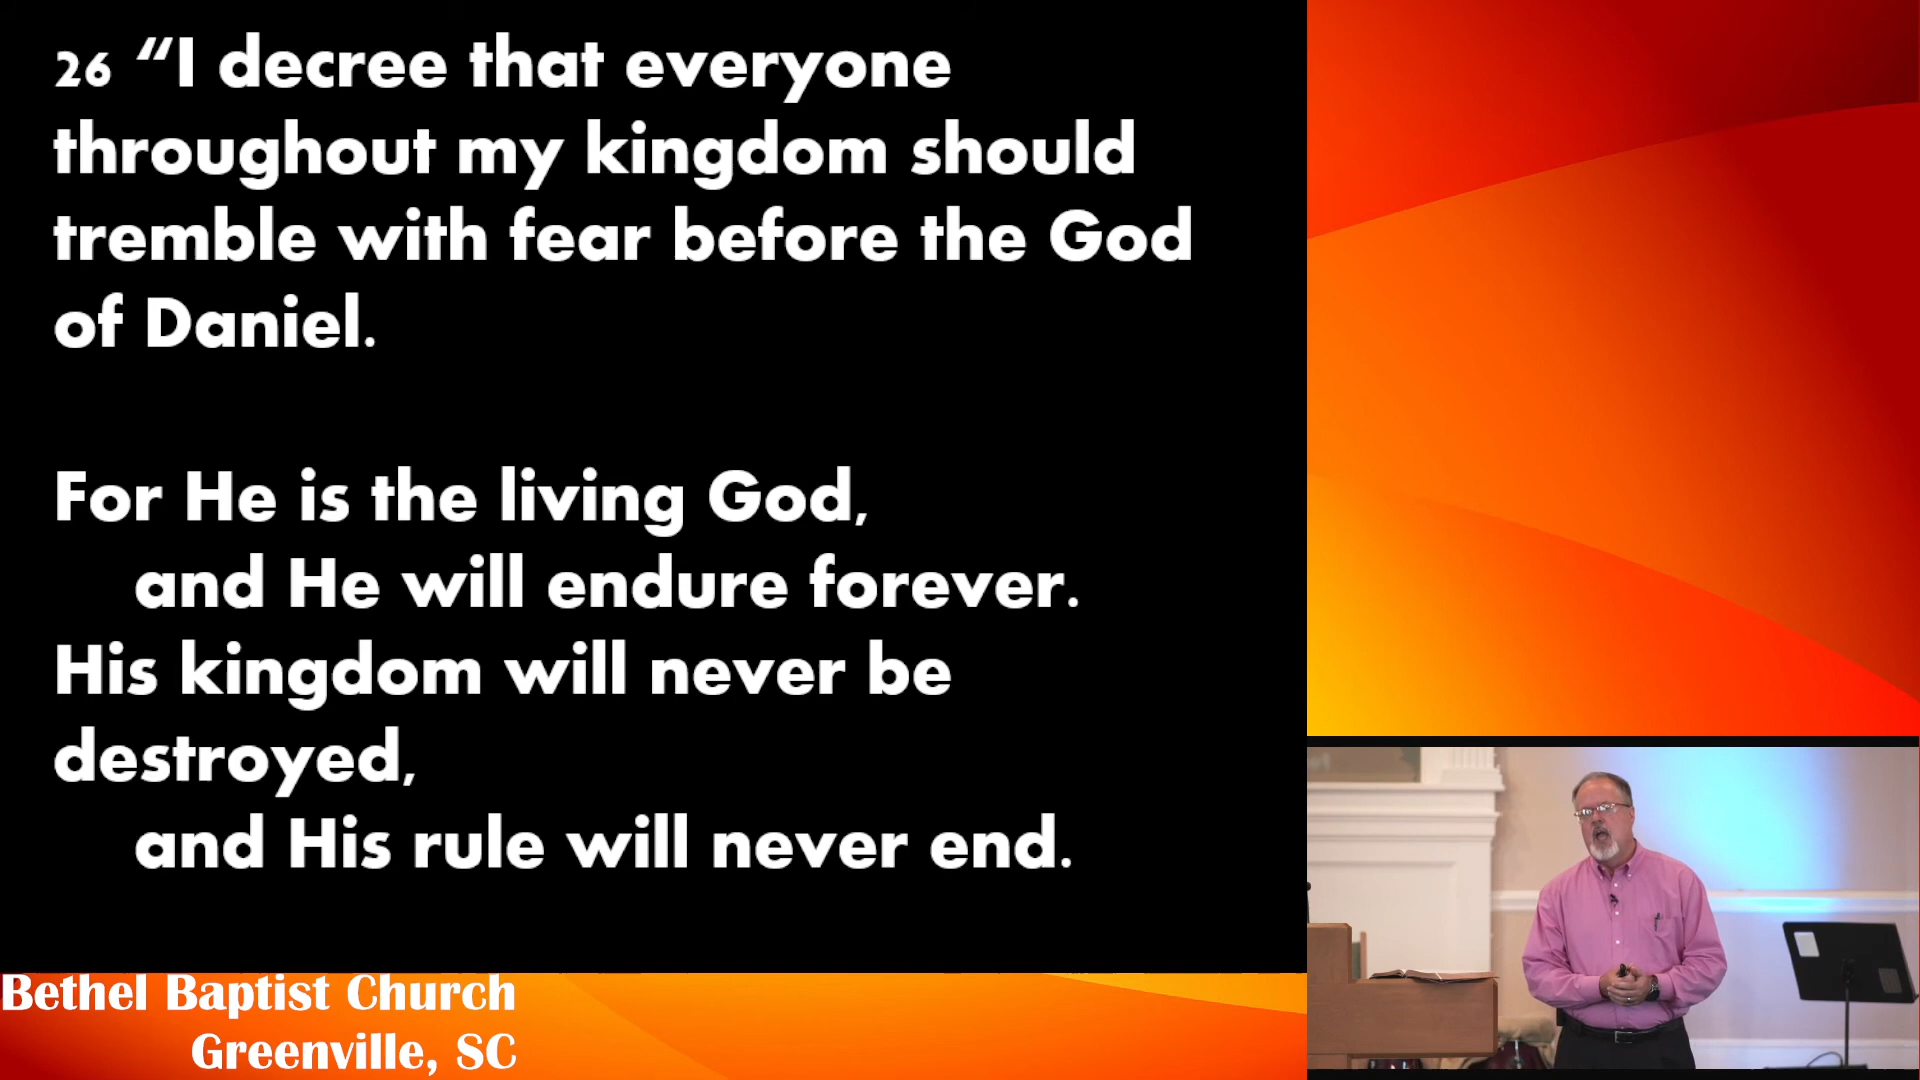 26 “I decree that everyone
throughout my kingdom should
tremble with fear before the God
of Daniel.
For He is the living God,
and He will endure forever.
His kingdom will never be
destroyed,
and His rule will never end.
Bethel Baptist Church
Greenville, SC